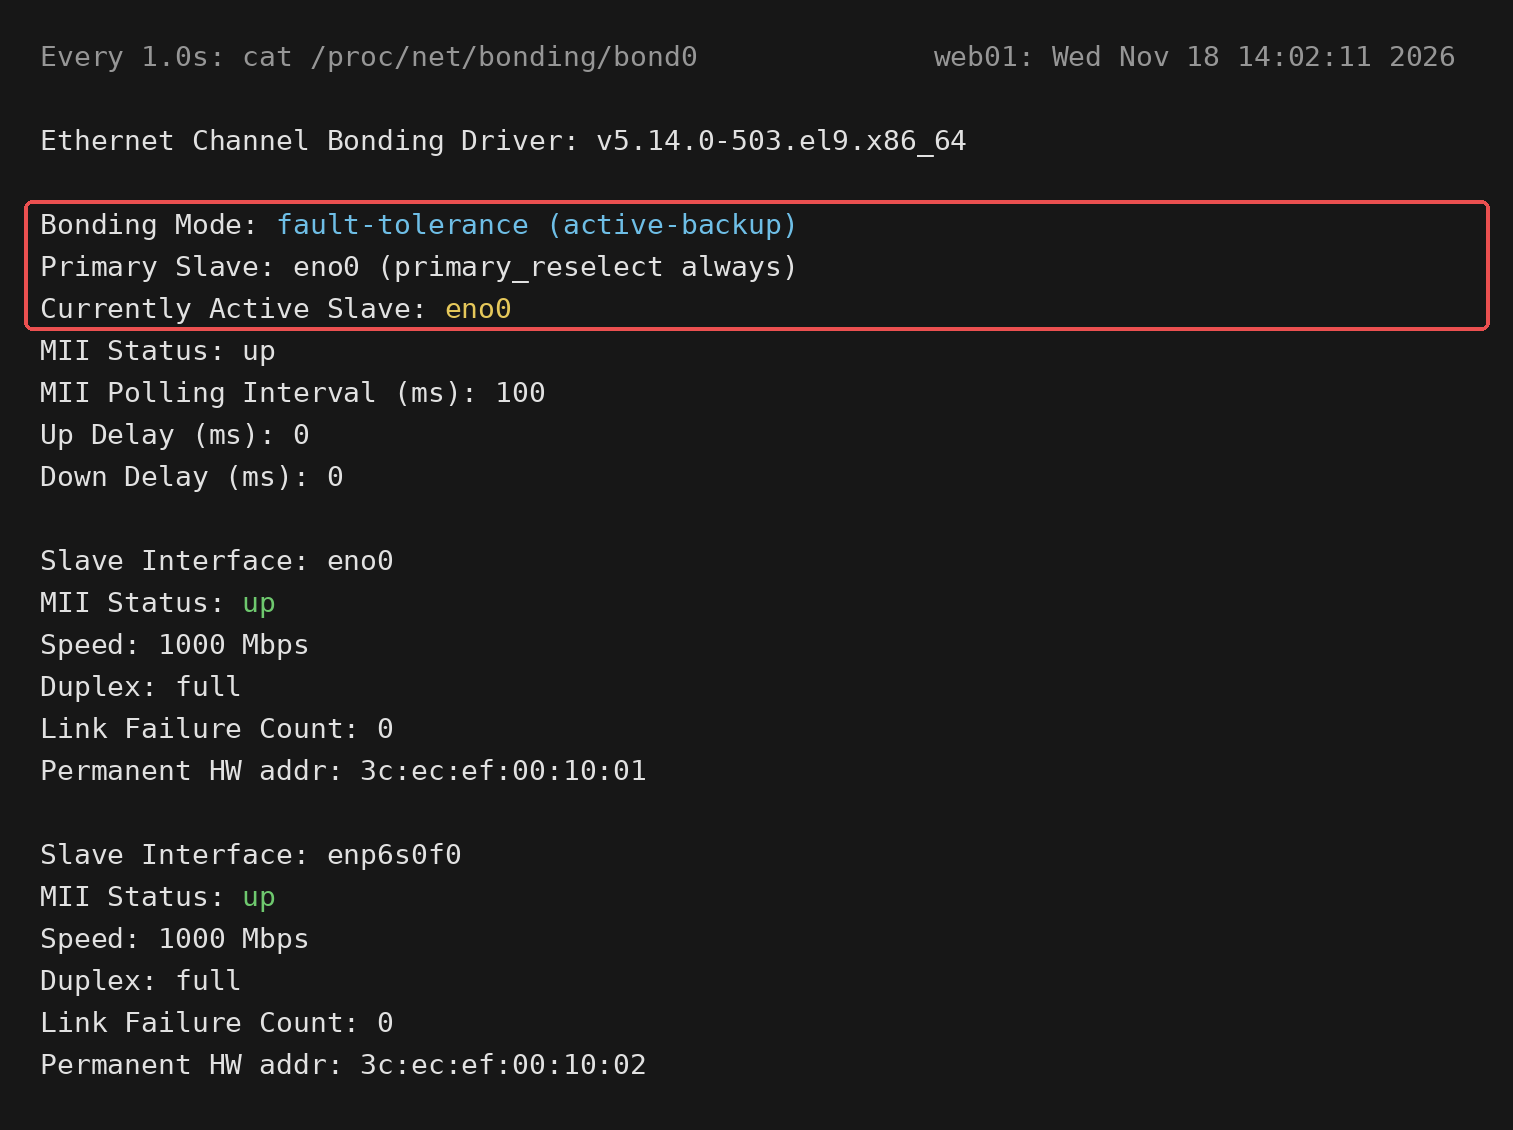 Every 1.0s: cat /proc/net/bonding/bond0 web01: Wed Nov 18 14:02:11 2026
Ethernet Channel Bonding Driver: v5.14.0-503.el9.x86_64
Bonding Mode: fault-tolerance (active-backup)
Primary Slave: eno0 (primary_reselect always)
Currently Active Slave: eno0
MII Status: up
MII Polling Interval (ms): 100
Up Delay (ms): 0
Down Delay (ms): 0
Slave Interface: eno0
MII Status: up
Speed: 1000 Mbps
Duplex: full
Link Failure Count: 0
Permanent HW addr: 3c:ec:ef:00:10:01
Slave Interface: enp6s0f0
MII Status: up
Speed: 1000 Mbps
Duplex: full
Link Failure Count: 0
Permanent HW addr: 3c:ec:ef:00:10:02